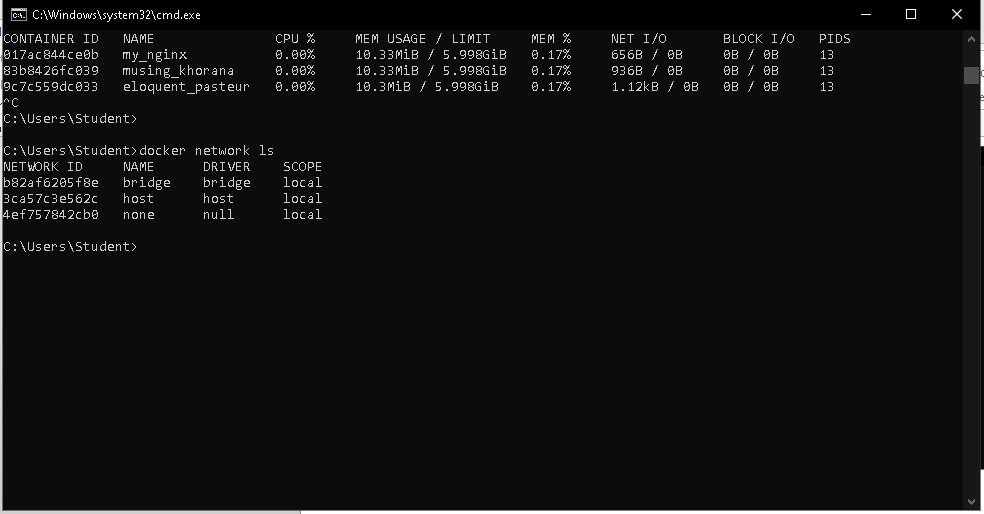 C:\Windows\system32\cmd.exe
CONTAINER ID   NAME               CPU %     MEM USAGE / LIMIT     MEM %     NET I/O       BLOCK I/O   PIDS
017ac844ce0b   my_nginx           0.00%     10.33MiB / 5.998GiB   0.17%     656B / 0B     0B / 0B     13
83b8426fc039   musing_khorana     0.00%     10.33MiB / 5.998GiB   0.17%     936B / 0B     0B / 0B     13
9c7c559dc033   eloquent_pasteur   0.00%     10.3MiB / 5.998GiB    0.17%     1.12kB / 0B   0B / 0B     13
^C
C:\Users\Student>
C:\Users\Student>docker network ls
NETWORK ID     NAME      DRIVER    SCOPE
b82af6205f8e   bridge    bridge    local
3ca57c3e562c   host      host      local
4ef757842cb0   none      null      local
C:\Users\Student>